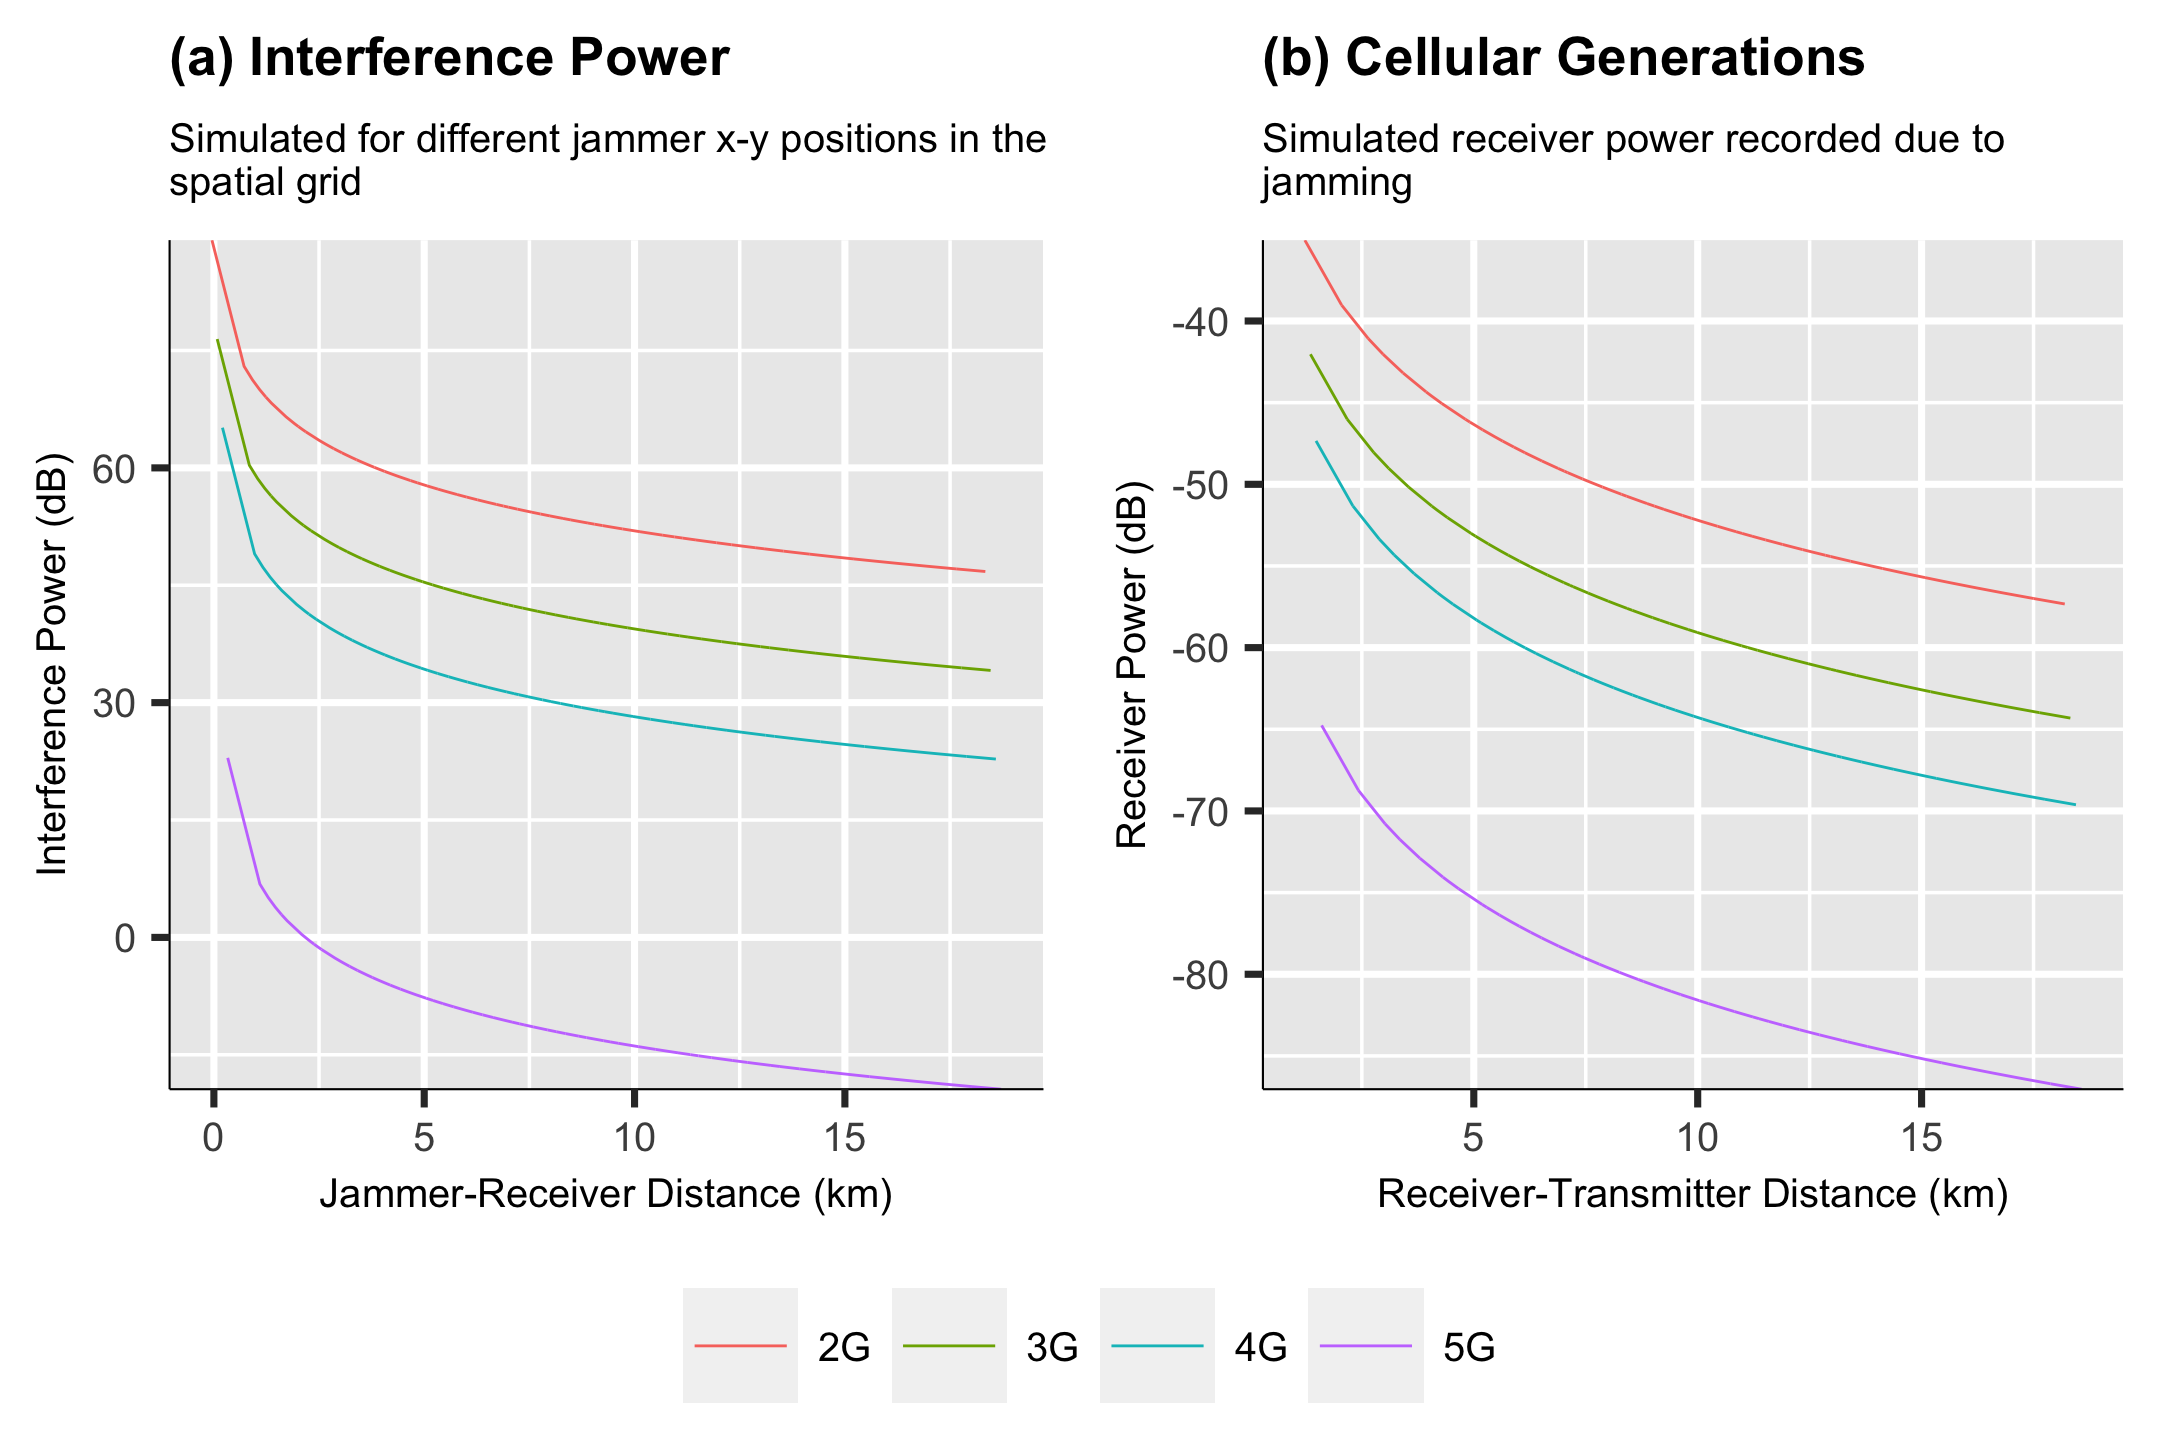 (a) Interference Power
Simulated for different jammer x-y positions in the
spatial grid
Interference Power (dB)
60
30
0
0 5 10 15
Jammer-Receiver Distance (km)
(b) Cellular Generations
Simulated receiver power recorded due to
jamming
Receiver Power (dB)
-40
-50
-60
-70
-80
5 10 15
Receiver-Transmitter Distance (km)
2G 3G 4G 5G